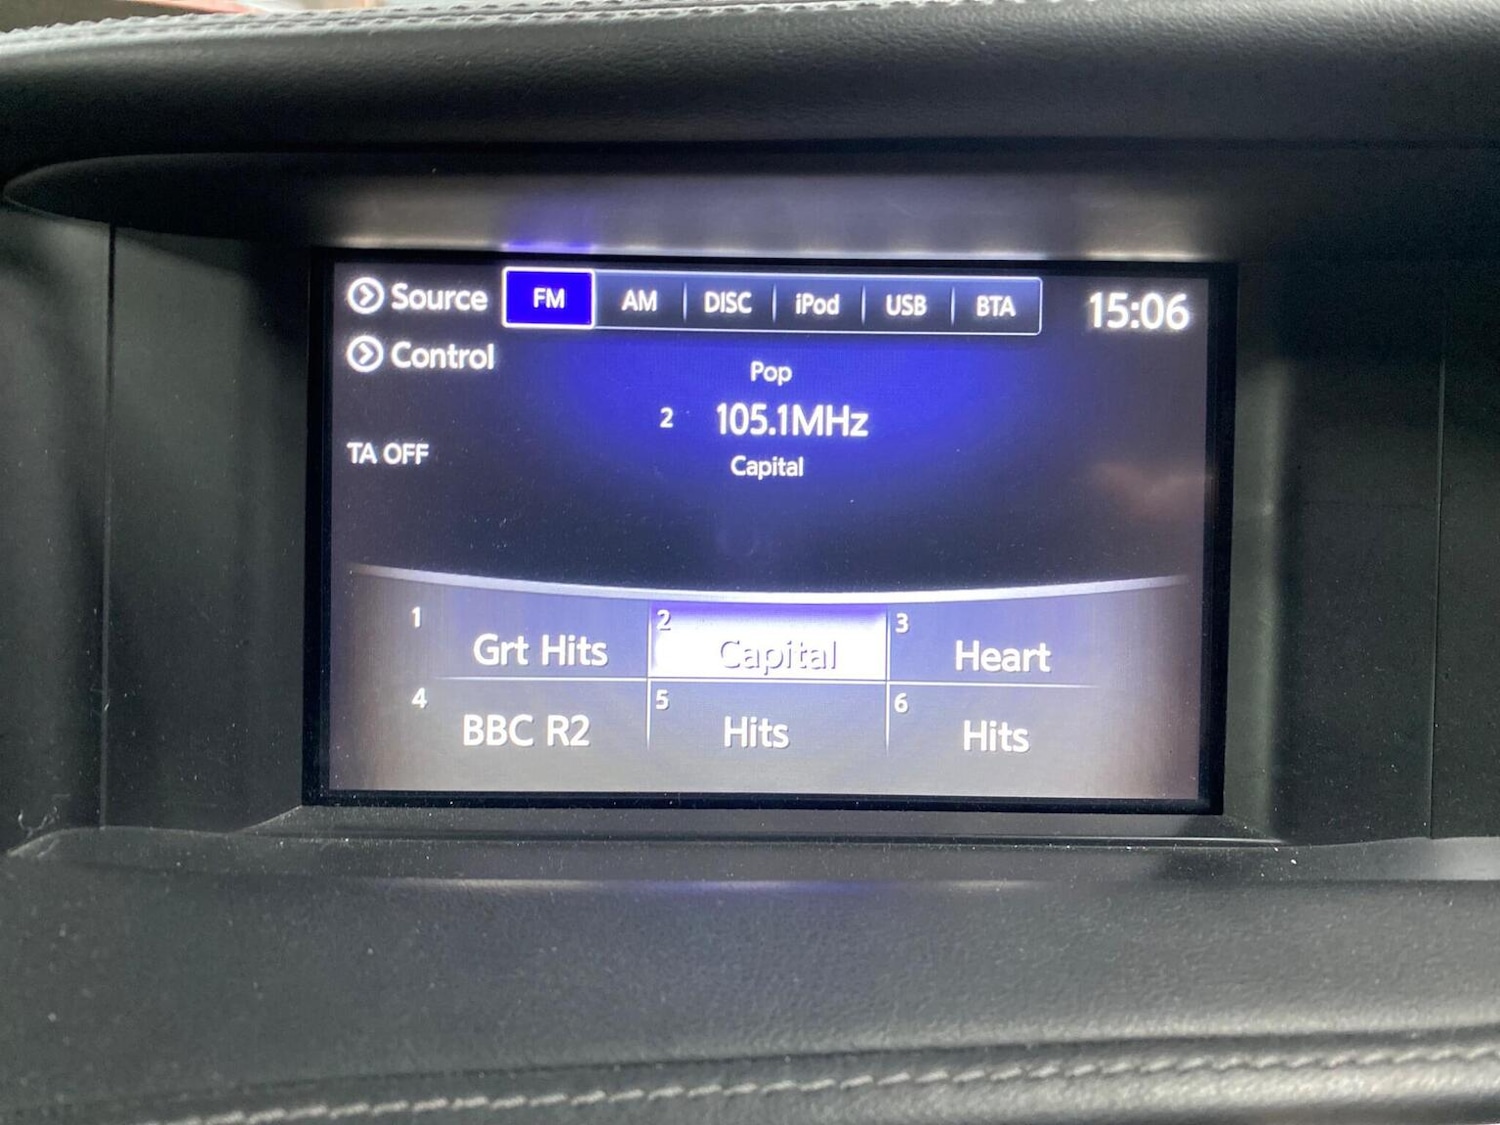 Source FM AM DISC iPod USB BTA 15:06
Control
Pop
2 105.1MHz
TA OFF
Capital
1 Grt Hits 2 Capital 3 Heart
4 BBC R2 5 Hits 6 Hits